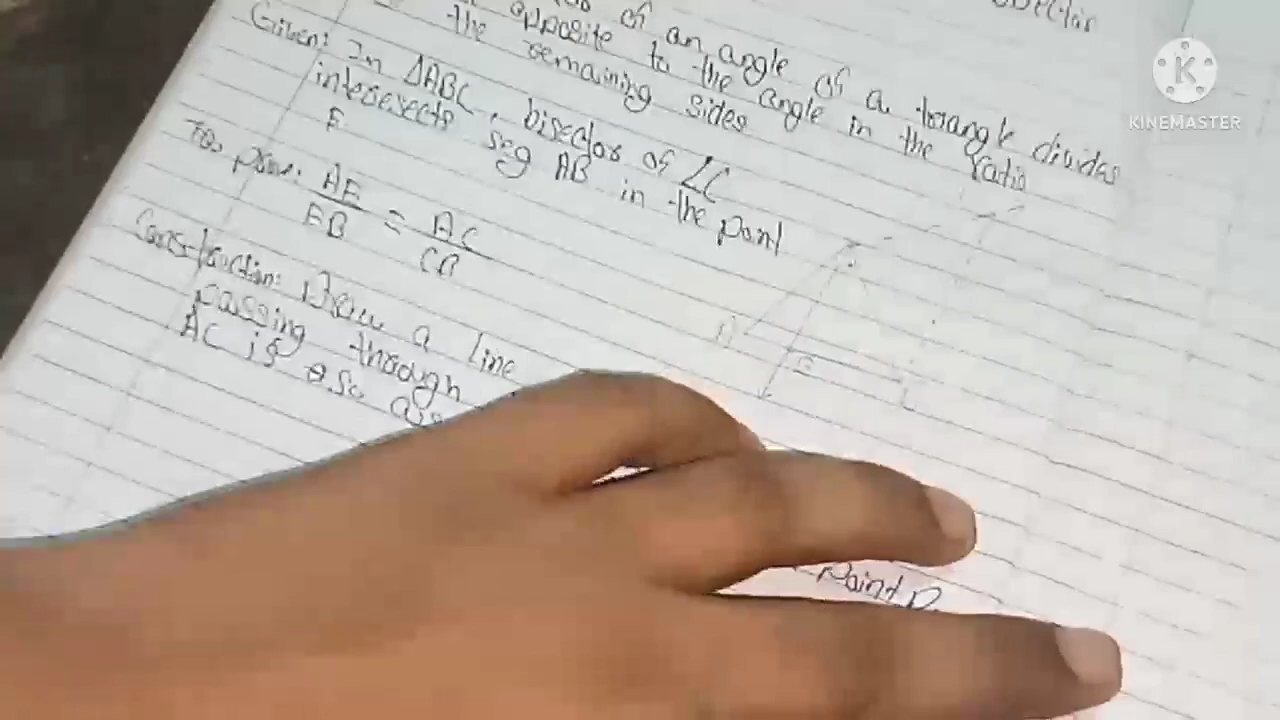 of an angle of a triangle divides
opposite to the angle in the ratio
the remaining sides
Given: In ΔABC, bisector of ∠C
intersects seg AB in the point
E
To prove: AE/EB = AC/CB
Construction: Draw a line
passing through
AC is
Point D
KINEMASTER